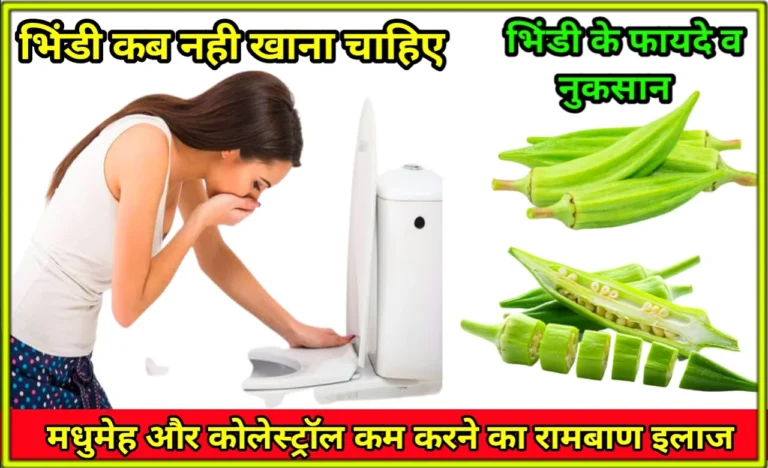 भिंडी कब नही खाना चाहिए
भिंडी के फायदे व
नुकसान
मधुमेह और कोलेस्ट्रॉल कम करने का रामबाण इलाज